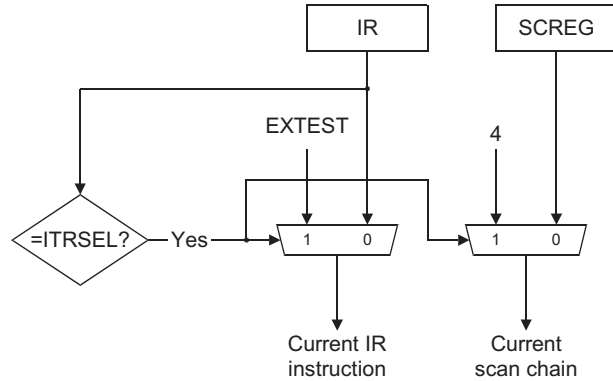 IR
SCREG
EXTEST
4
=ITRSEL?
Yes
1 0
1 0
Current IR
instruction
Current
scan chain